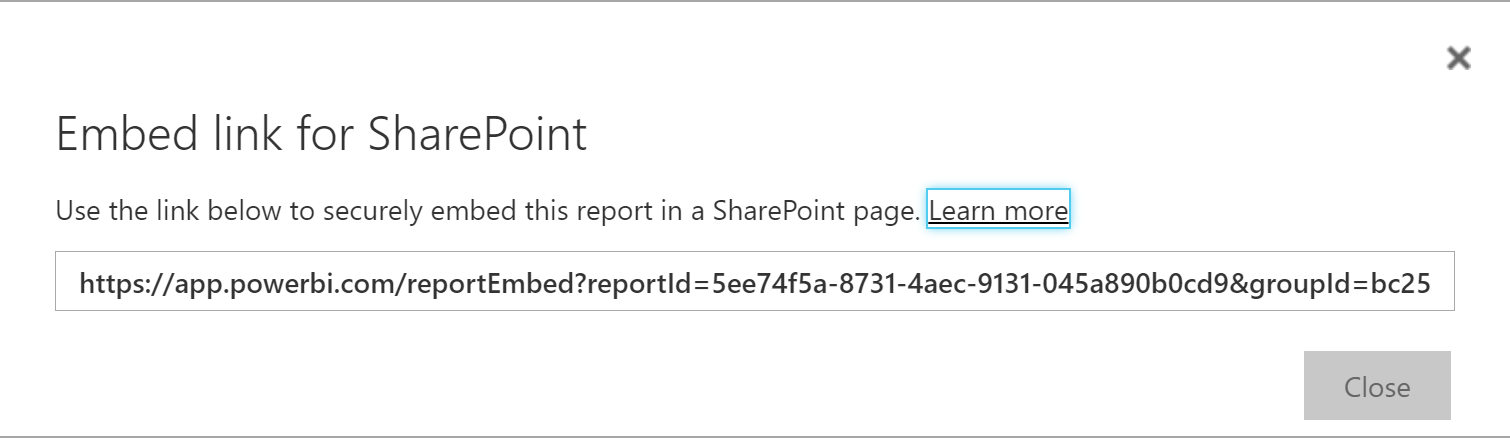 Embed link for SharePoint
Use the link below to securely embed this report in a SharePoint page. Learn more
https://app.powerbi.com/reportEmbed?reportId=5ee74f5a-8731-4aec-9131-045a890b0cd9&groupId=bc25
Close